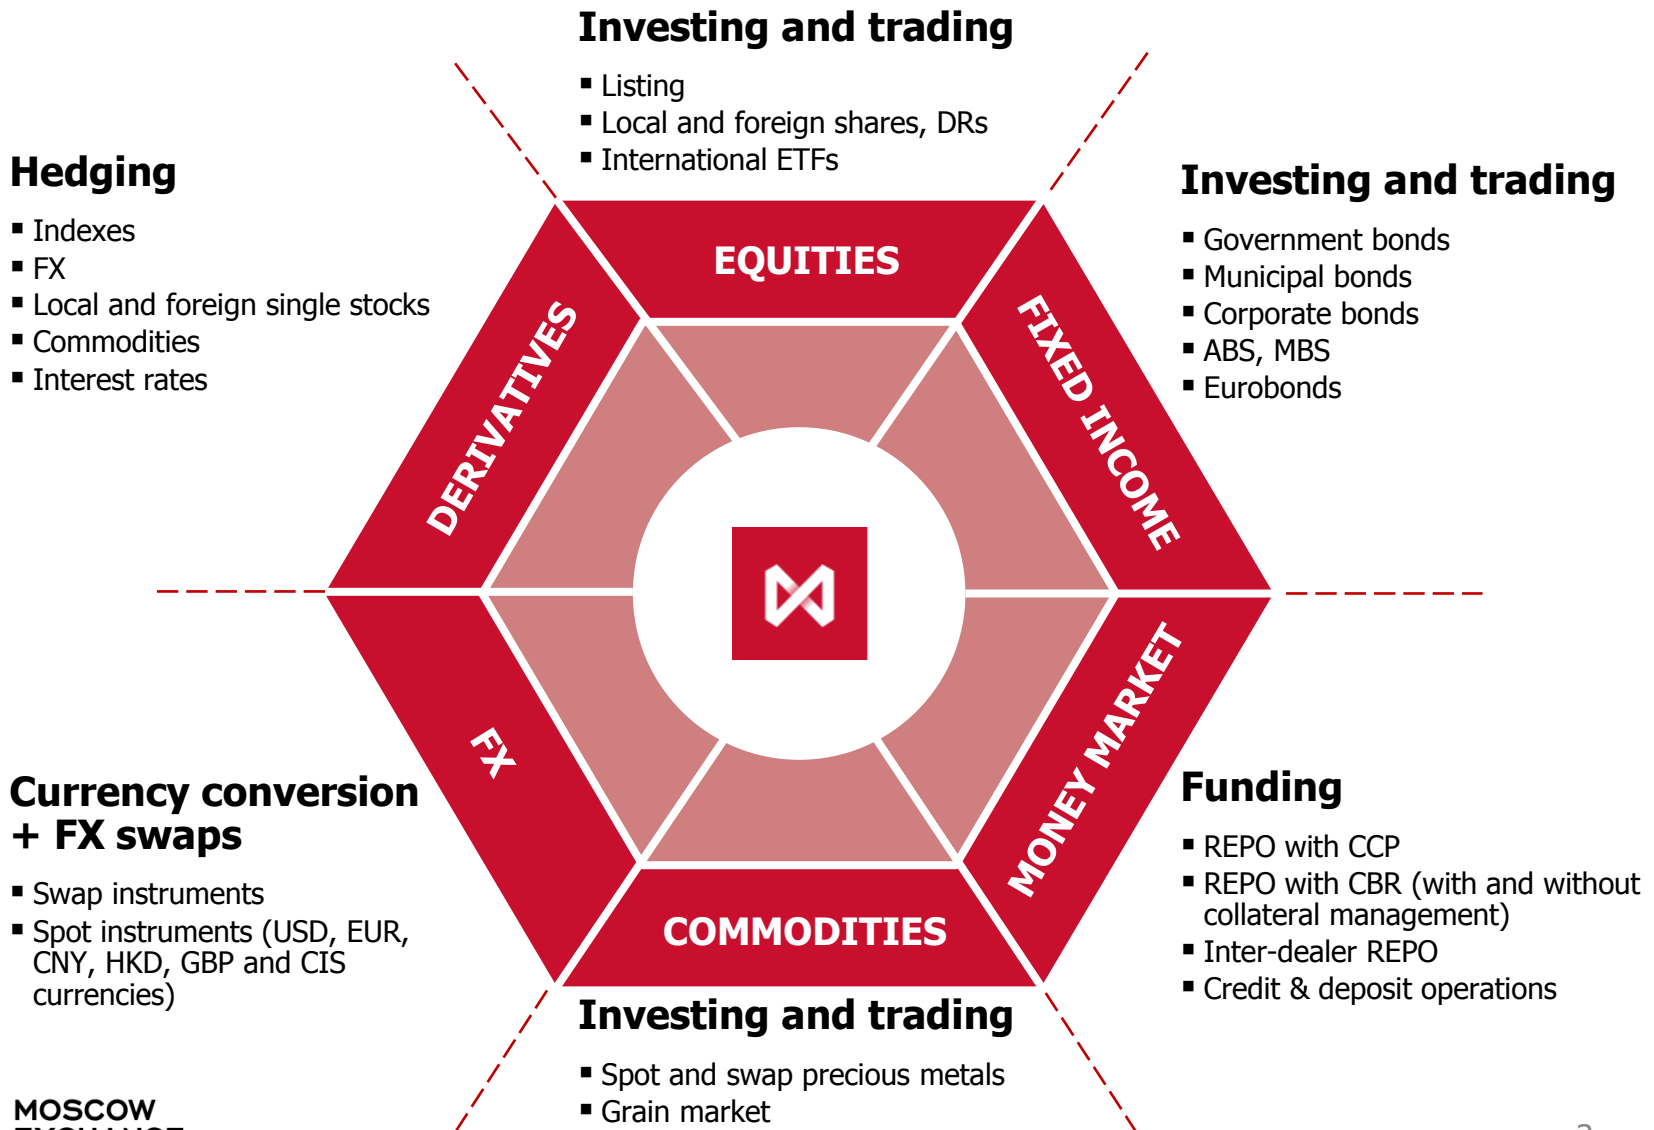 Investing and trading
▪ Listing
▪ Local and foreign shares, DRs
▪ International ETFs
Hedging
▪ Indexes
▪ FX
▪ Local and foreign single stocks
▪ Commodities
▪ Interest rates
Investing and trading
▪ Government bonds
▪ Municipal bonds
▪ Corporate bonds
▪ ABS, MBS
▪ Eurobonds
EQUITIES
DERIVATIVES
FIXED INCOME
FX
MONEY MARKET
COMMODITIES
Currency conversion
+ FX swaps
▪ Swap instruments
▪ Spot instruments (USD, EUR,
CNY, HKD, GBP and CIS
currencies)
Funding
▪ REPO with CCP
▪ REPO with CBR (with and without
collateral management)
▪ Inter-dealer REPO
▪ Credit & deposit operations
Investing and trading
▪ Spot and swap precious metals
▪ Grain market
MOSCOW